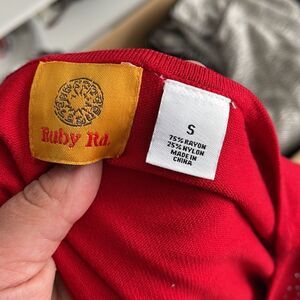 Ruby Rd.
S
75% RAYON
25% NYLON
MADE IN
CHINA